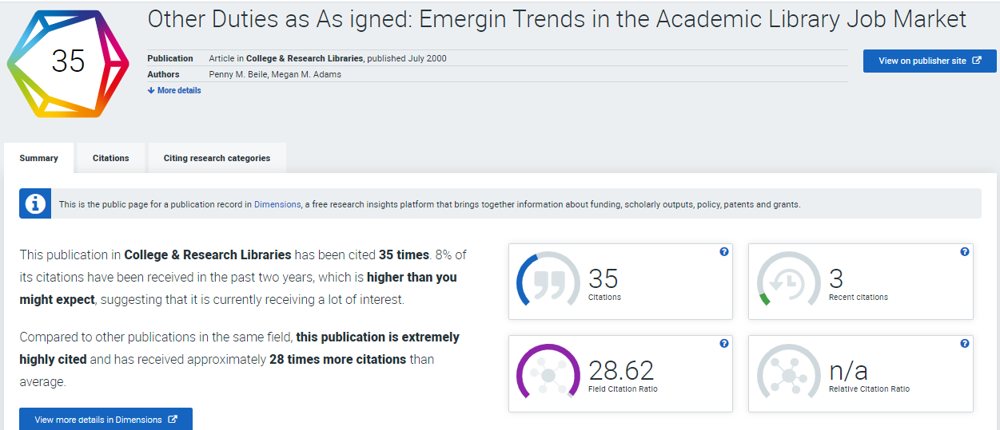 35
Other Duties as As igned: Emergin Trends in the Academic Library Job Market
Publication Article in College & Research Libraries, published July 2000
Authors Penny M. Beile, Megan M. Adams
More details
View on publisher site
Summary Citations Citing research categories
This is the public page for a publication record in Dimensions, a free research insights platform that brings together information about funding, scholarly outputs, policy, patents and grants.
This publication in College & Research Libraries has been cited 35 times. 8% of
its citations have been received in the past two years, which is higher than you
might expect, suggesting that it is currently receiving a lot of interest.
Compared to other publications in the same field, this publication is extremely
highly cited and has received approximately 28 times more citations than
average.
View more details in Dimensions
?
35
Citations
?
3
Recent citations
?
28.62
Field Citation Ratio
?
n/a
Relative Citation Ratio